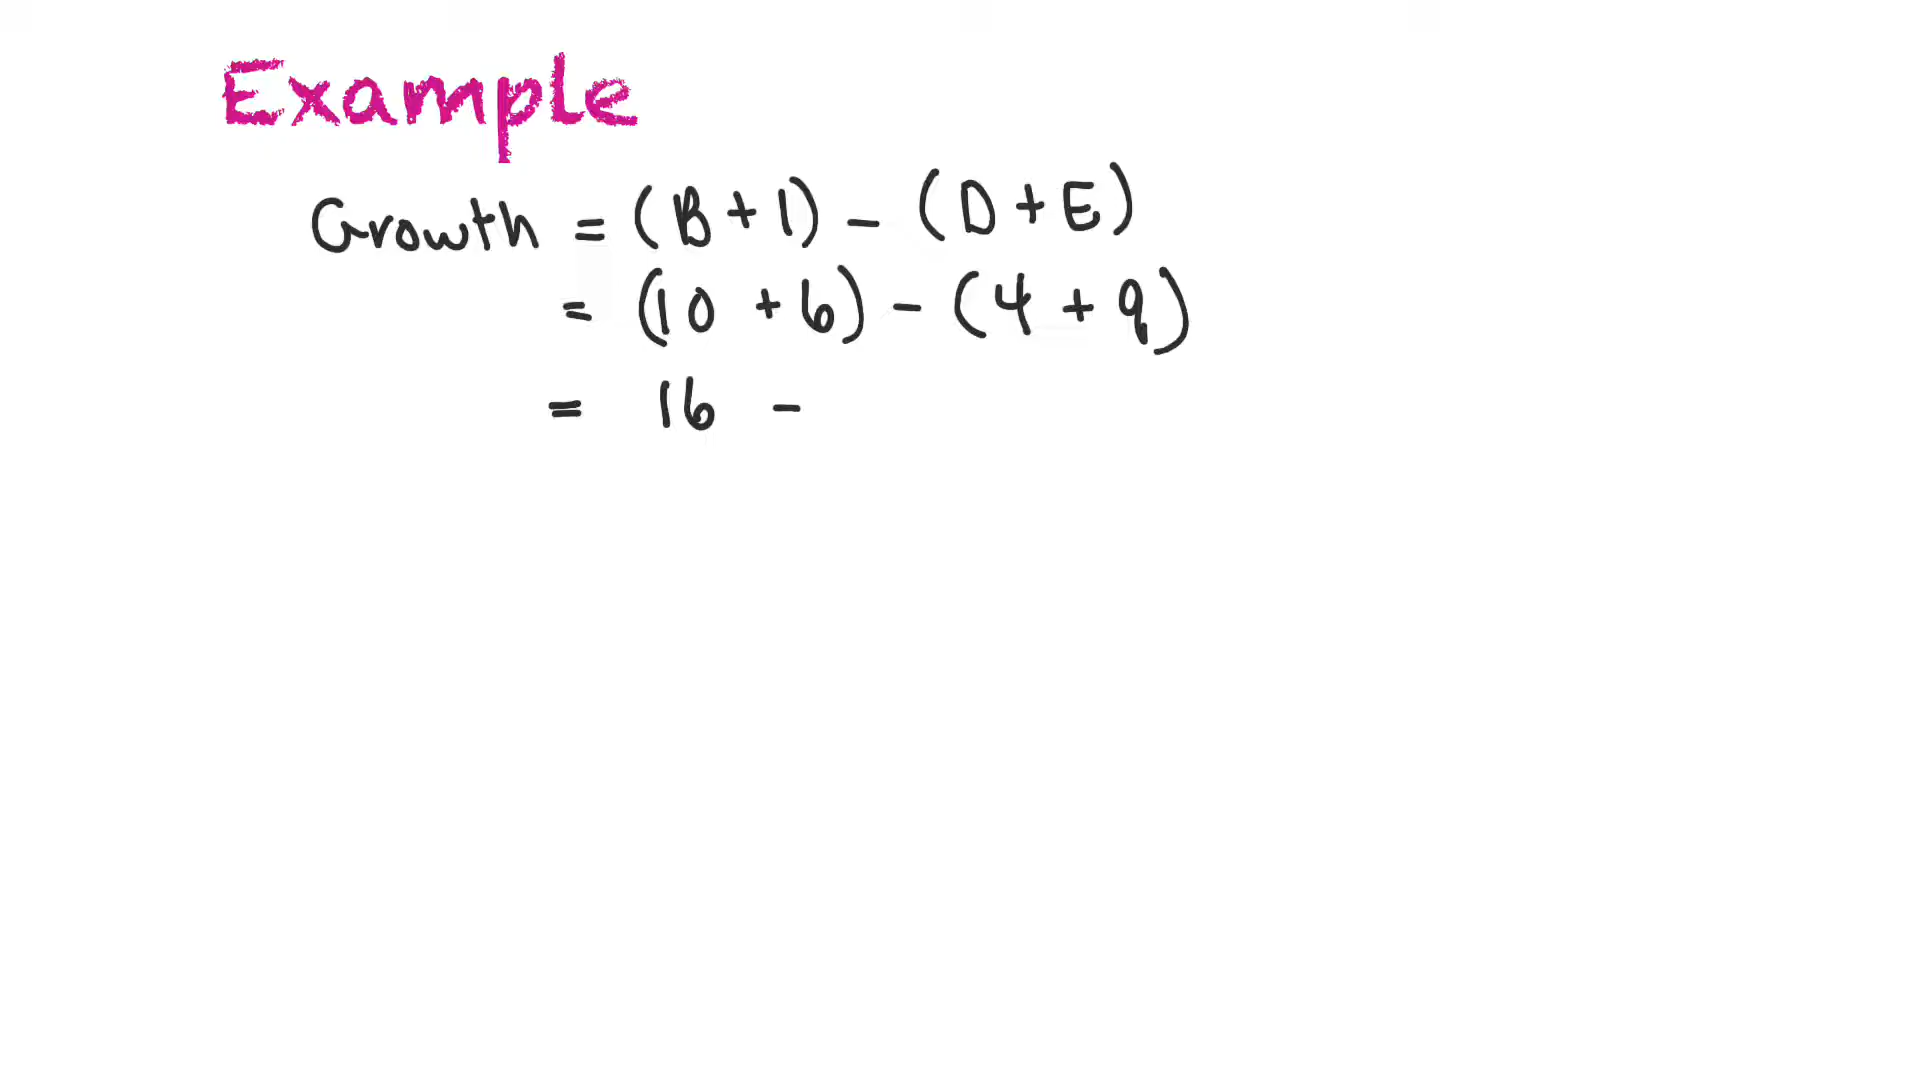 Example
Growth = (B + I) - (D + E)
= (10 + 6) - (4 + 9)
= 16 -